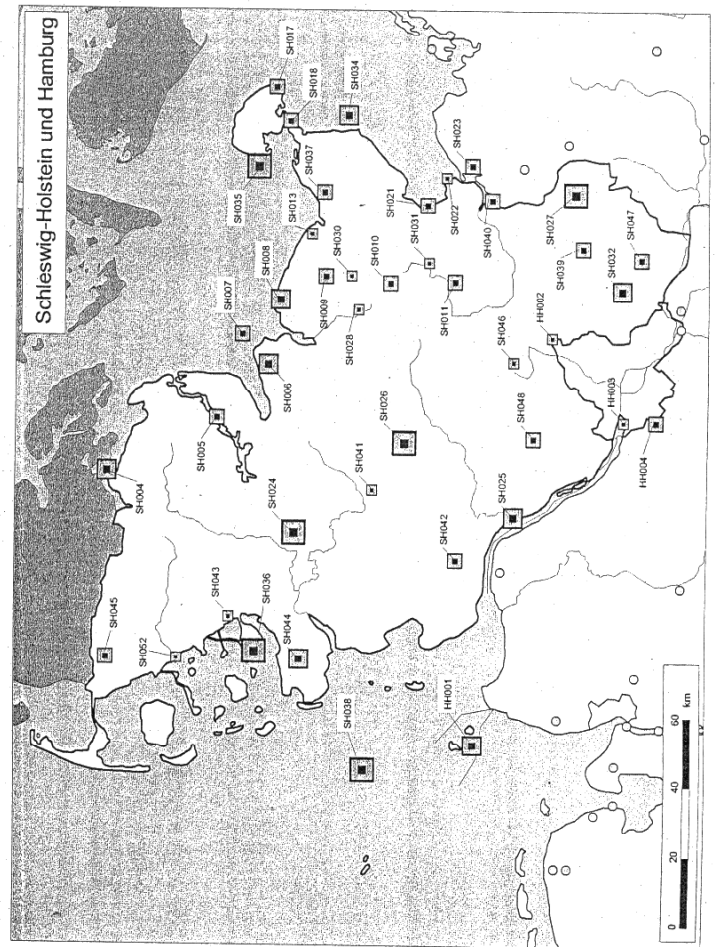 Schleswig-Holstein und Hamburg
SH045
SH004
SH052
SH043
SH036
SH044
SH005
SH024
SH007
SH006
SH008
SH013
SH035
SH037
SH018
SH017
SH034
SH009
SH030
SH028
SH010
SH031
SH021
SH022
SH023
SH011
SH040
SH038
SH041
SH026
SH042
SH025
SH048
SH046
HH001
HH002
HH003
HH004
SH027
SH039
SH032
SH047
0 20 40 60
km